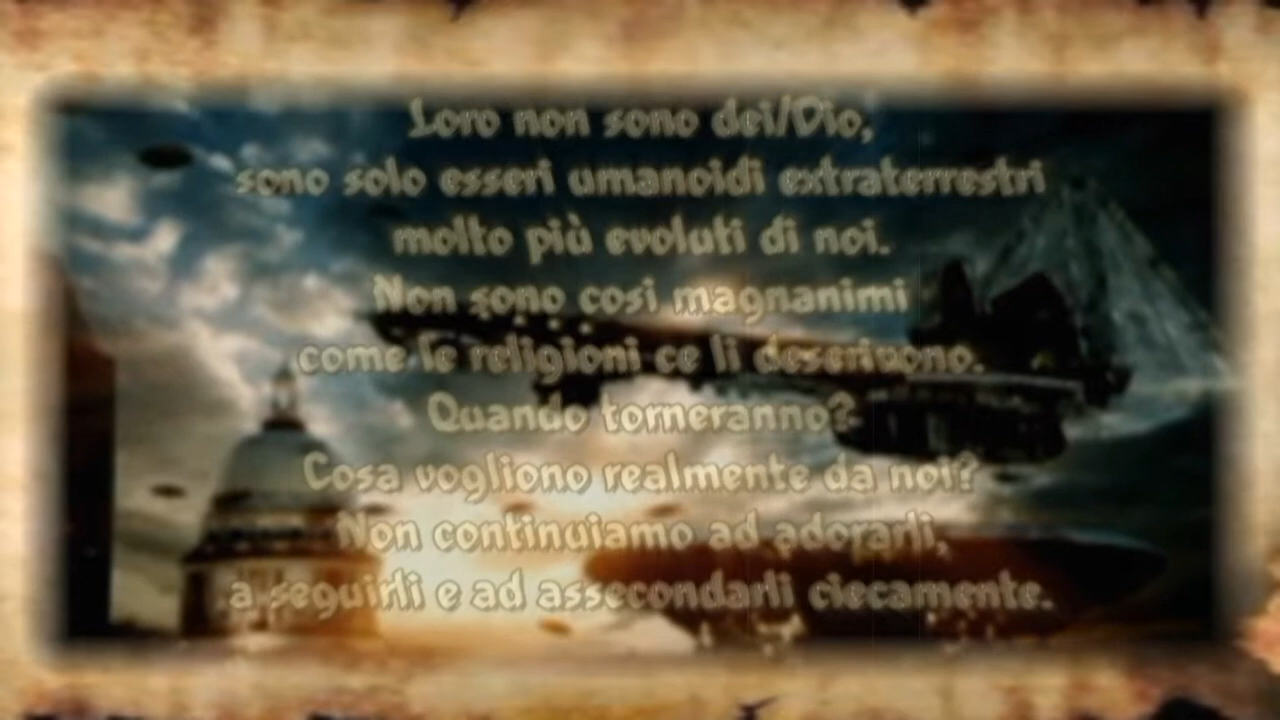 Loro non sono dei/Dio,
sono solo esseri umanoidi extraterrestri
molto più evoluti di noi.
Non sono così magnanimi
come le religioni ce li descrivono.
Quando torneranno?
Cosa vogliono realmente da noi?
Non continuiamo ad adorarli,
a seguirli e ad assecondarli ciecamente.